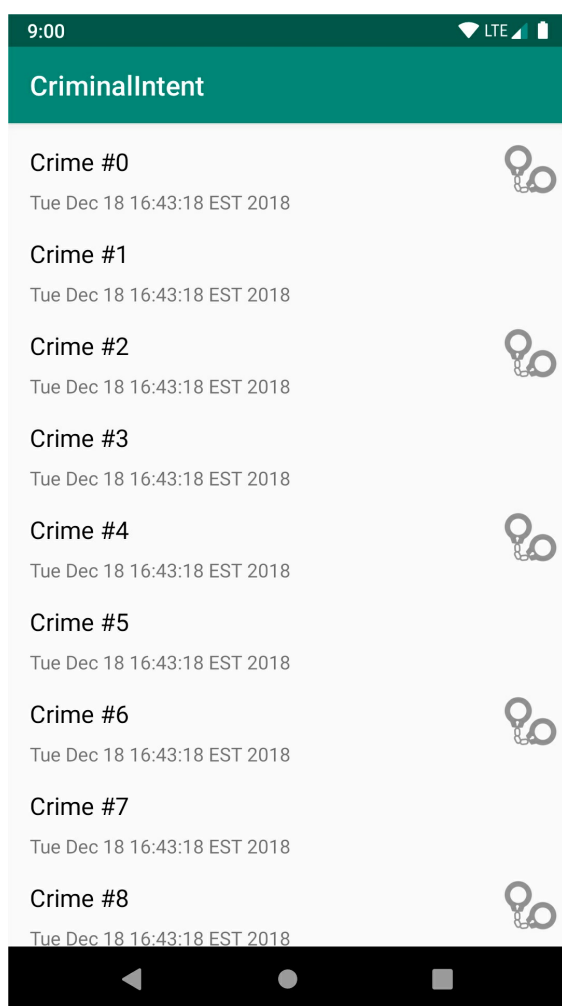 9:00 LTE
CriminalIntent
Crime #0
Tue Dec 18 16:43:18 EST 2018
Crime #1
Tue Dec 18 16:43:18 EST 2018
Crime #2
Tue Dec 18 16:43:18 EST 2018
Crime #3
Tue Dec 18 16:43:18 EST 2018
Crime #4
Tue Dec 18 16:43:18 EST 2018
Crime #5
Tue Dec 18 16:43:18 EST 2018
Crime #6
Tue Dec 18 16:43:18 EST 2018
Crime #7
Tue Dec 18 16:43:18 EST 2018
Crime #8
Tue Dec 18 16:43:18 EST 2018